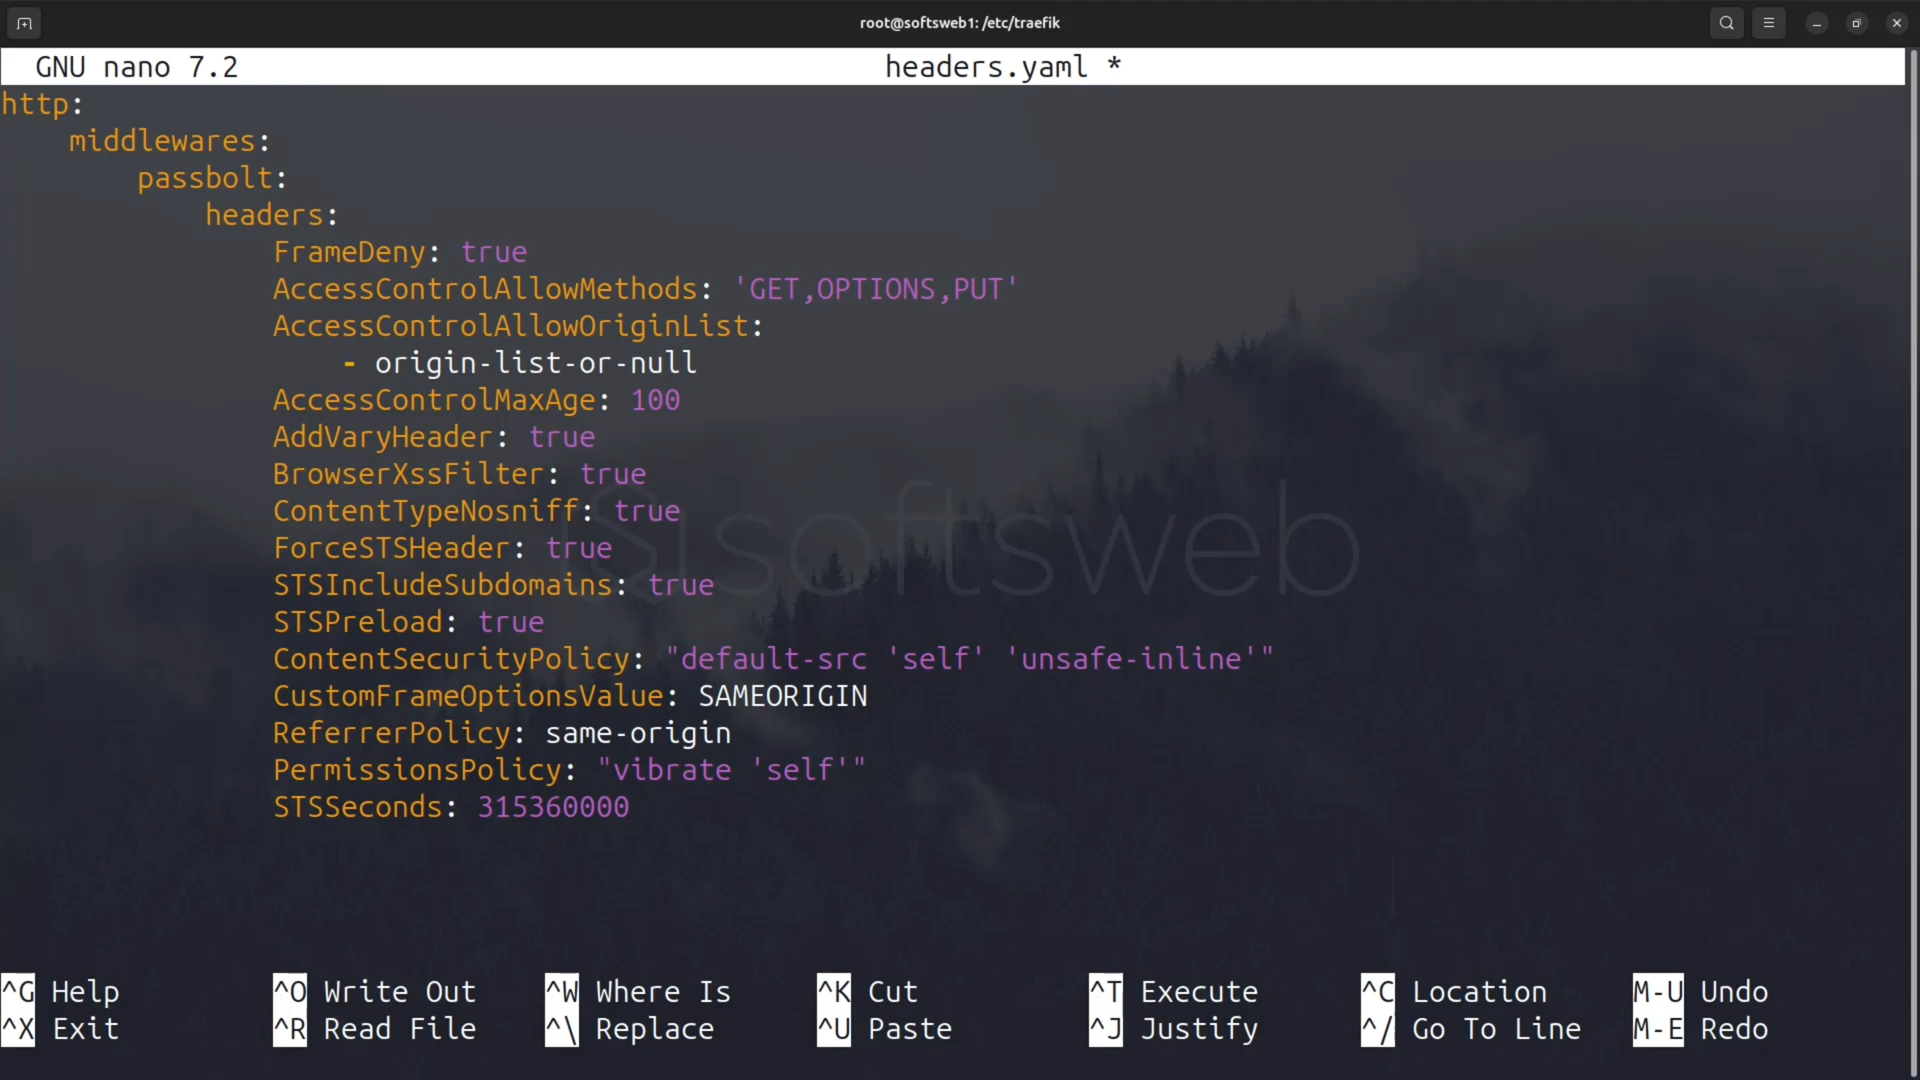 root@softsweb1: /etc/traefik
GNU nano 7.2 headers.yaml *
http:
    middlewares:
        passbolt:
            headers:
                FrameDeny: true
                AccessControlAllowMethods: 'GET,OPTIONS,PUT'
                AccessControlAllowOriginList:
                    - origin-list-or-null
                AccessControlMaxAge: 100
                AddVaryHeader: true
                BrowserXssFilter: true
                ContentTypeNosniff: true
                ForceSTSHeader: true
                STSIncludeSubdomains: true
                STSPreload: true
                ContentSecurityPolicy: "default-src 'self' 'unsafe-inline'"
                CustomFrameOptionsValue: SAMEORIGIN
                ReferrerPolicy: same-origin
                PermissionsPolicy: "vibrate 'self'"
                STSSeconds: 315360000
softsweb
^G Help ^O Write Out ^W Where Is ^K Cut ^T Execute ^C Location M-U Undo
^X Exit ^R Read File ^\ Replace ^U Paste ^J Justify ^/ Go To Line M-E Redo